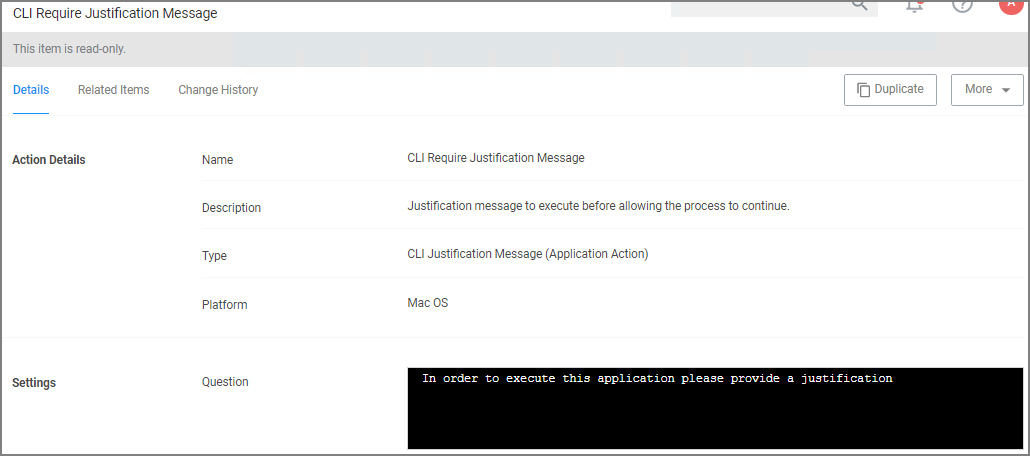 CLI Require Justification Message
A
This item is read-only.
Details Related Items Change History Duplicate More
Action Details Name CLI Require Justification Message
Description Justification message to execute before allowing the process to continue.
Type CLI Justification Message (Application Action)
Platform Mac OS
Settings Question In order to execute this application please provide a justification